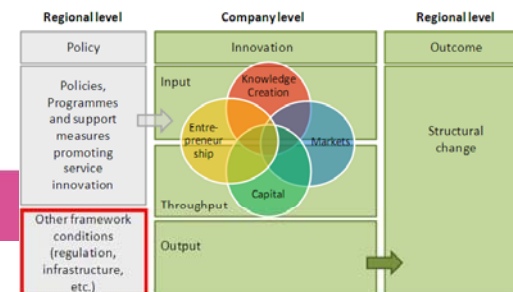 Regional level
Company level
Regional level
Policy
Innovation
Outcome
Policies,
Programmes
and support
measures
promoting
service
innovation
Input
Knowledge
Creation
Entre-
preneur
ship
Markets
Capital
Throughput
Structural
change
Other framework
conditions
(regulation,
infrastructure,
etc.)
Output